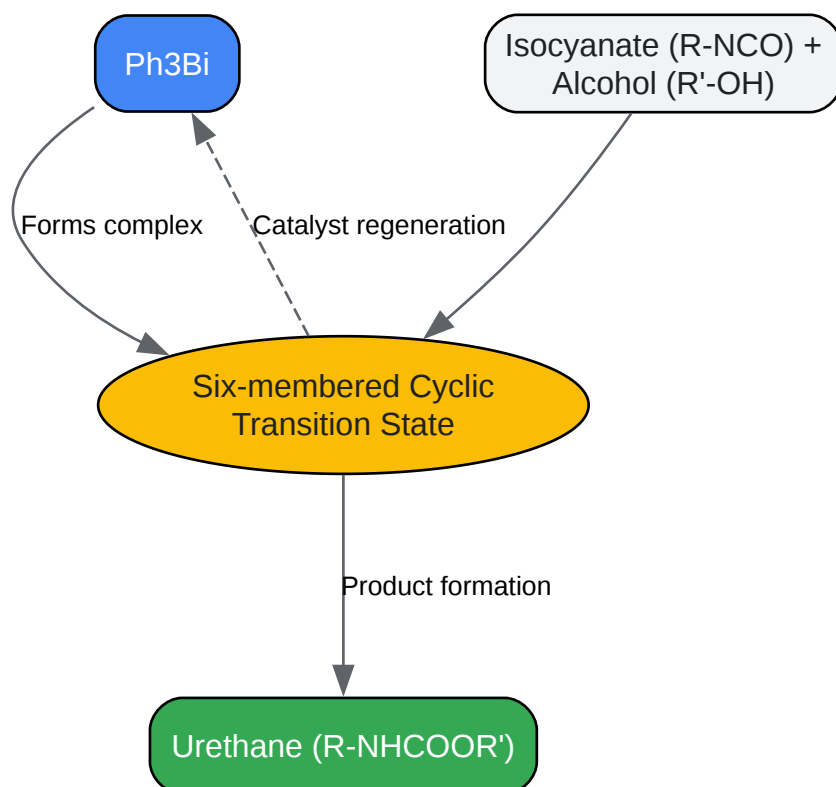 Ph3Bi
Isocyanate (R-NCO) +
Alcohol (R'-OH)
Forms complex
Catalyst regeneration
Six-membered Cyclic
Transition State
Product formation
Urethane (R-NHCOOR')